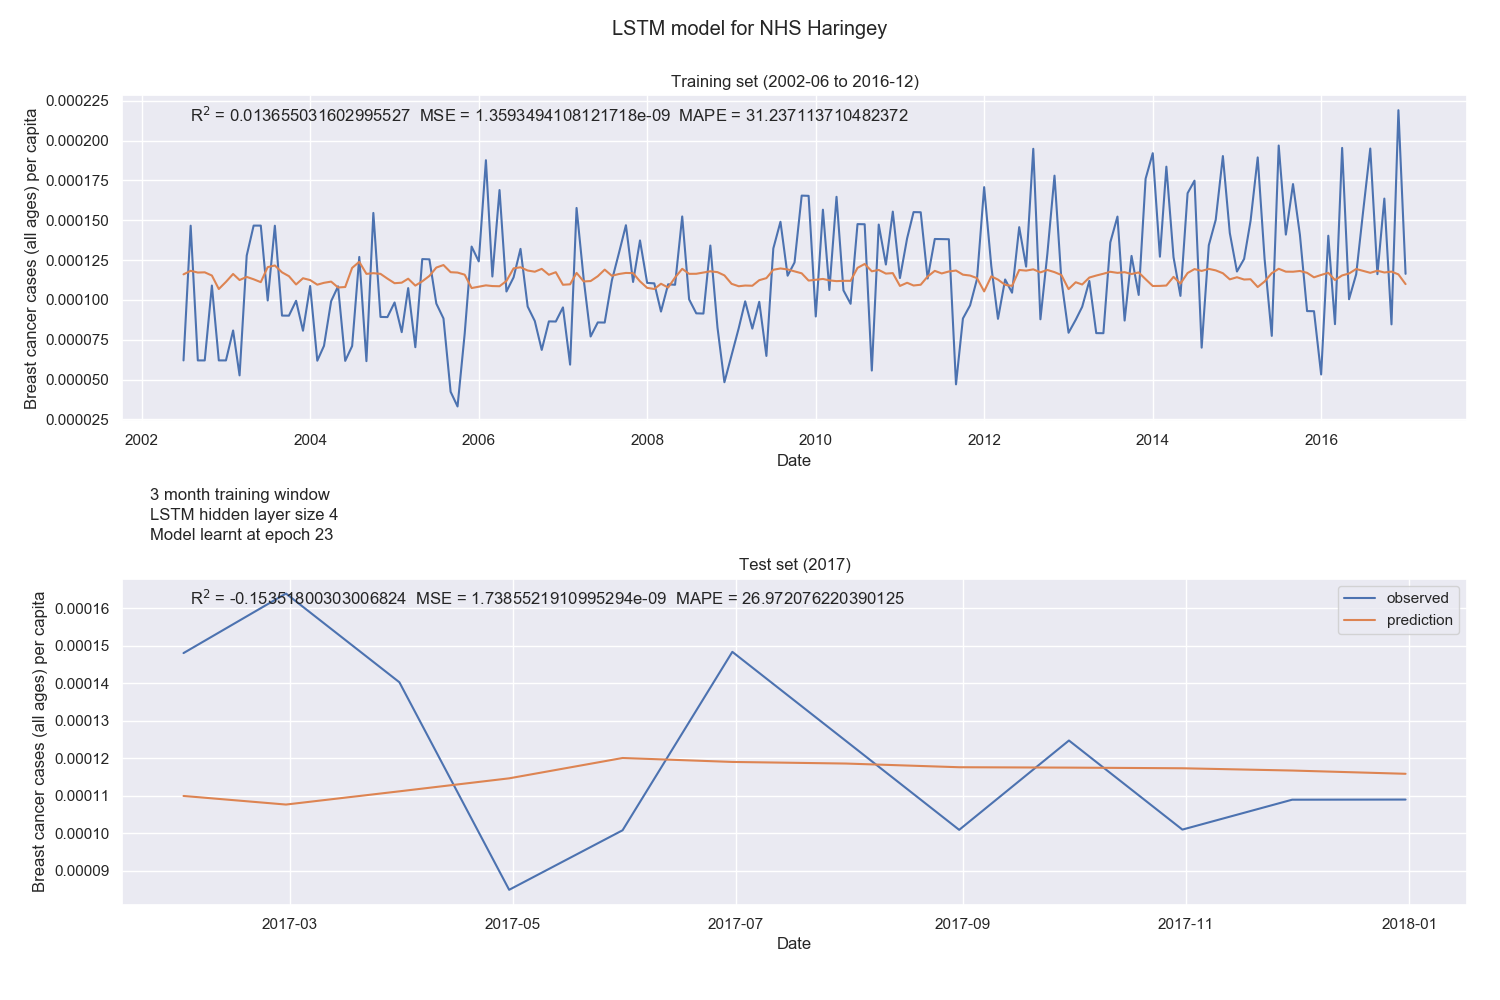 LSTM model for NHS Haringey
Training set (2002-06 to 2016-12)
R² = 0.013655031602995527 MSE = 1.3593494108121718e-09 MAPE = 31.237113710482372
Breast cancer cases (all ages) per capita
0.000225
0.000200
0.000175
0.000150
0.000125
0.000100
0.000075
0.000050
0.000025
2002 2004 2006 2008 2010 2012 2014 2016
Date
3 month training window
LSTM hidden layer size 4
Model learnt at epoch 23
Test set (2017)
R² = -0.15351800303006824 MSE = 1.7385521910995294e-09 MAPE = 26.972076220390125
observed
prediction
Breast cancer cases (all ages) per capita
0.00016
0.00015
0.00014
0.00013
0.00012
0.00011
0.00010
0.00009
2017-03 2017-05 2017-07 2017-09 2017-11 2018-01
Date